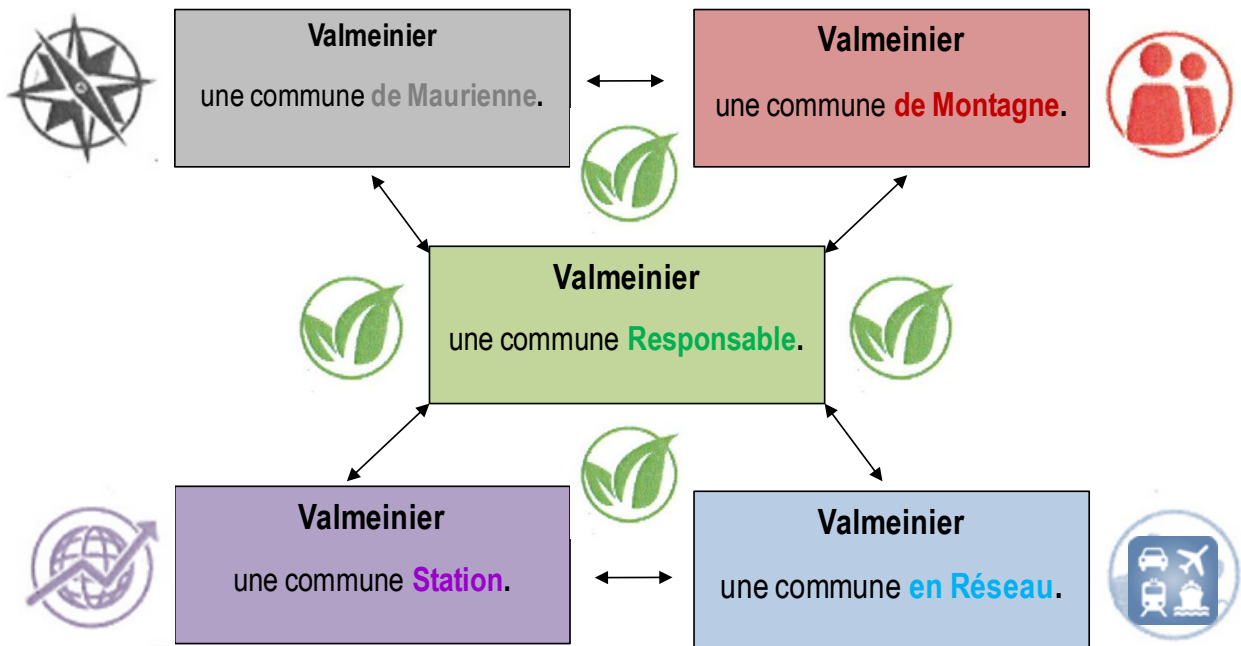 Valmeinier
une commune de Maurienne.
Valmeinier
une commune de Montagne.
Valmeinier
une commune Responsable.
Valmeinier
une commune Station.
Valmeinier
une commune en Réseau.